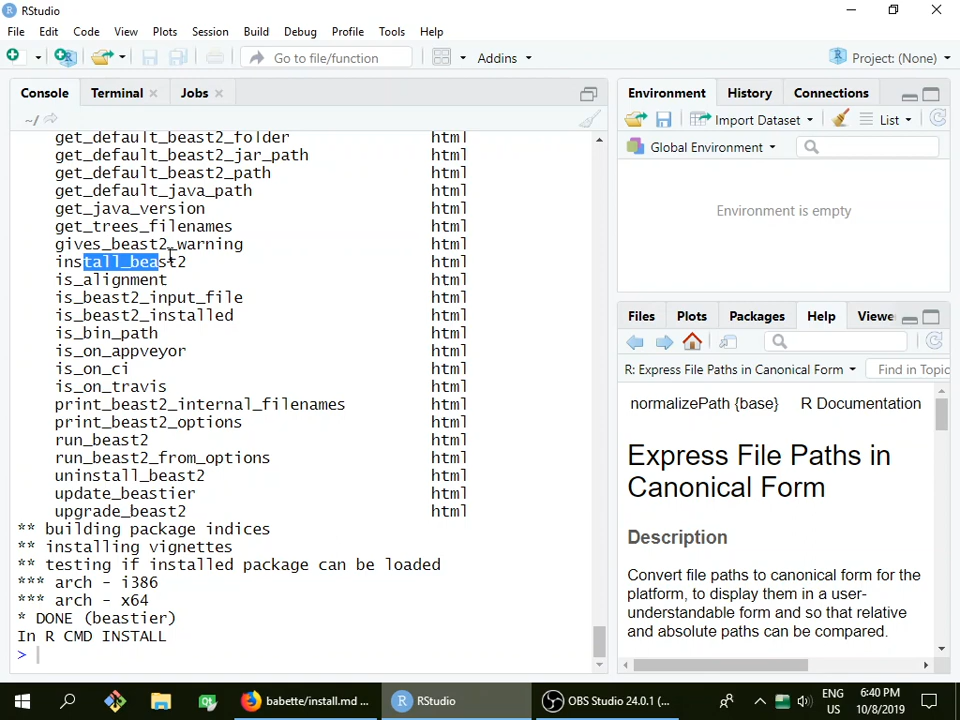 RStudio
File Edit Code View Plots Session Build Debug Profile Tools Help
Go to file/function Addins Project: (None)
Console Terminal Jobs
~/
get_default_beast2_folder html
get_default_beast2_jar_path html
get_default_beast2_path html
get_default_java_path html
get_java_version html
get_trees_filenames html
gives_beast2_warning html
install_beast2 html
is_alignment html
is_beast2_input_file html
is_beast2_installed html
is_bin_path html
is_on_appveyor html
is_on_ci html
is_on_travis html
print_beast2_internal_filenames html
print_beast2_options html
run_beast2 html
run_beast2_from_options html
uninstall_beast2 html
update_beastier html
upgrade_beast2 html
** building package indices
** installing vignettes
** testing if installed package can be loaded
*** arch - i386
*** arch - x64
* DONE (beastier)
In R CMD INSTALL
>
Environment History Connections
Import Dataset List
Global Environment
Environment is empty
Files Plots Packages Help Viewe
R: Express File Paths in Canonical Form Find in Topic
normalizePath {base} R Documentation
Express File Paths in
Canonical Form
Description
Convert file paths to canonical form for the
platform, to display them in a user-
understandable form and so that relative
and absolute paths can be compared.
babette/install.md ... RStudio OBS Studio 24.0.1 (... ENG
US 6:40 PM
10/8/2019